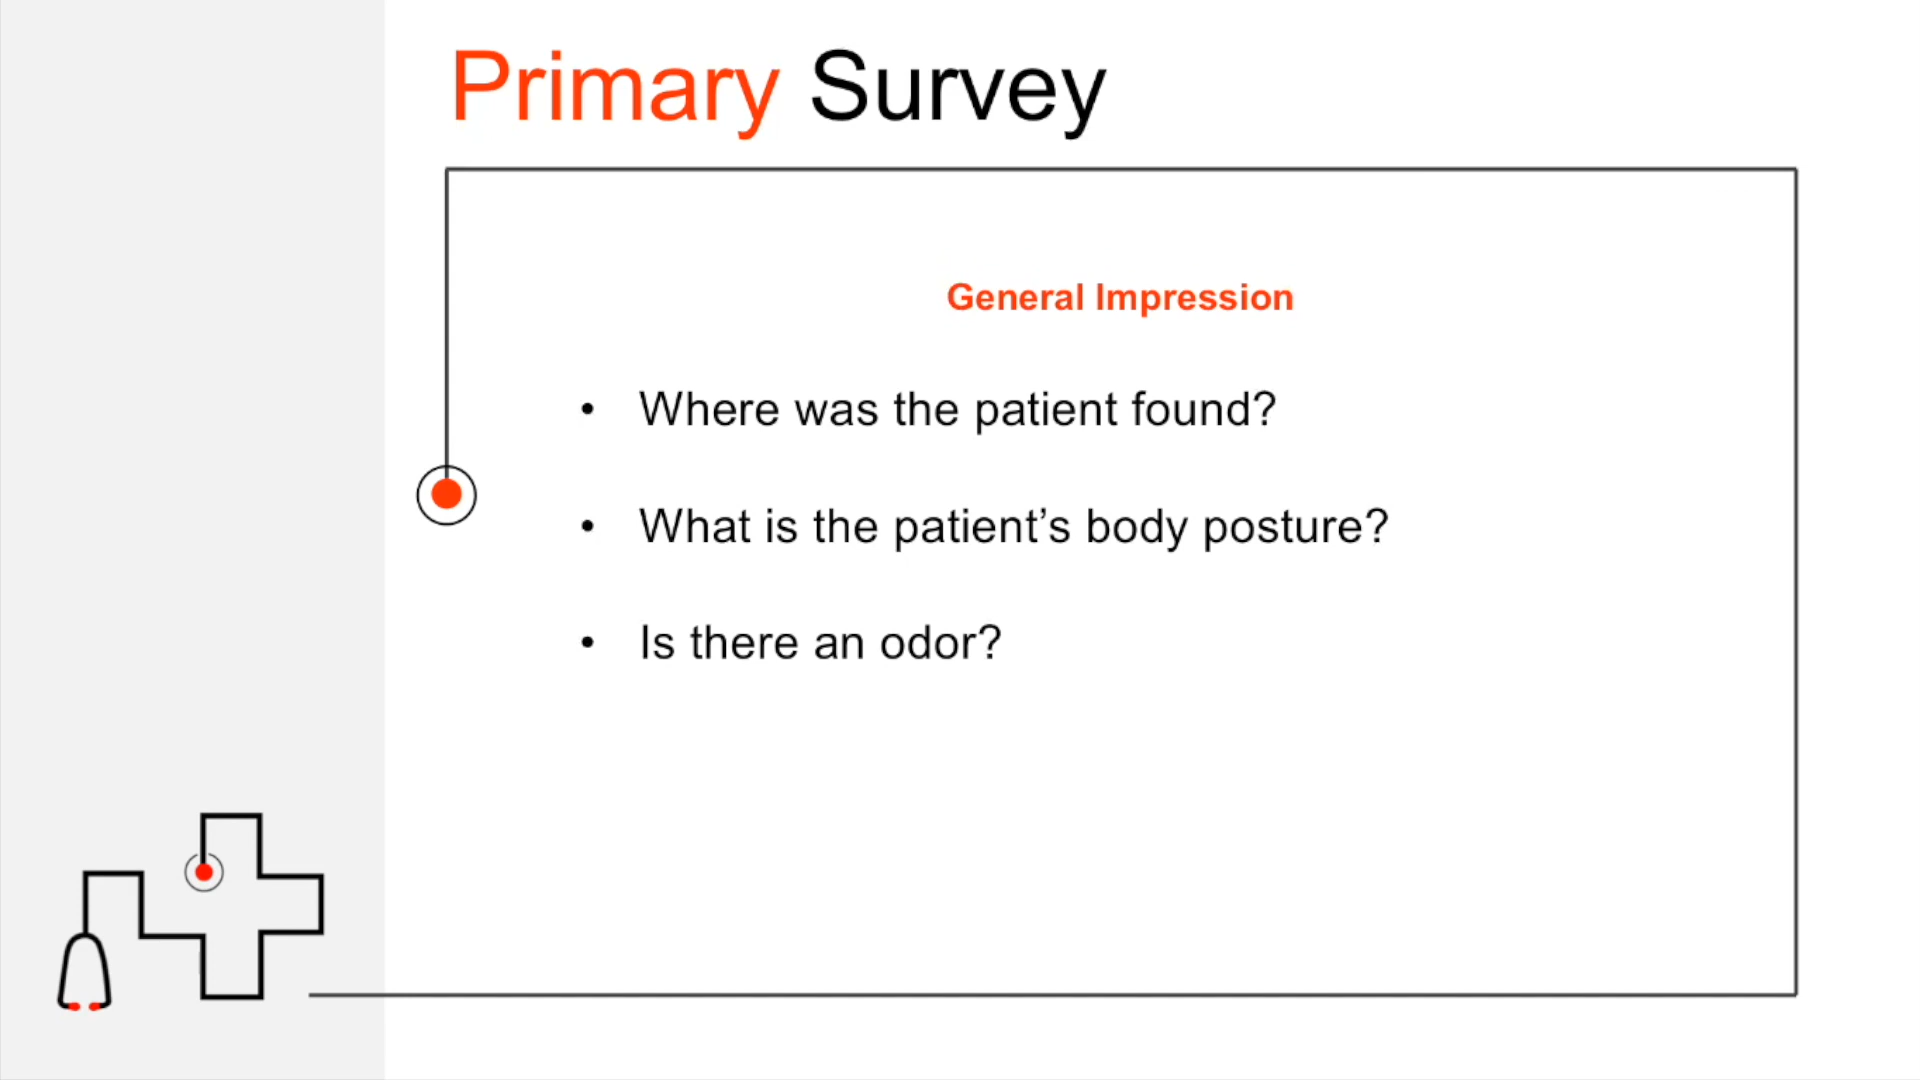 Primary Survey
General Impression
• Where was the patient found?
• What is the patient’s body posture?
• Is there an odor?